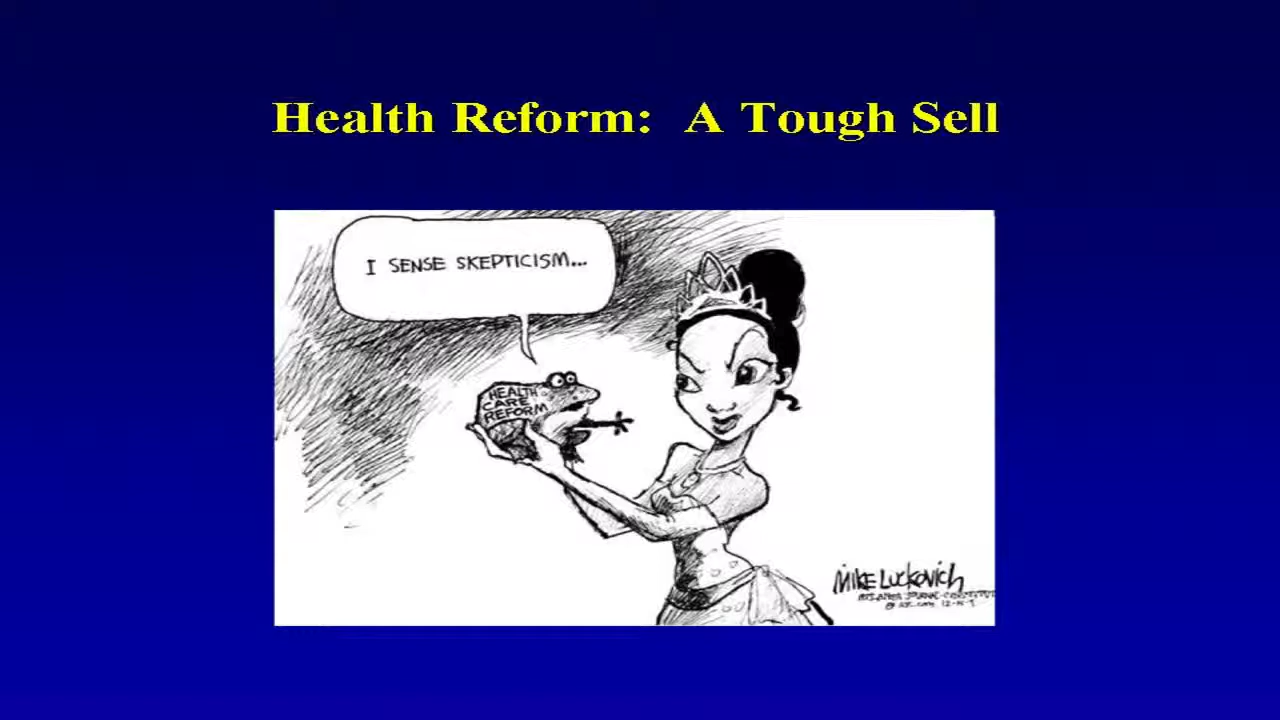 Health Reform: A Tough Sell
I SENSE SKEPTICISM...
HEALTH
CARE
REFORM
MIKE LUCKOVICH